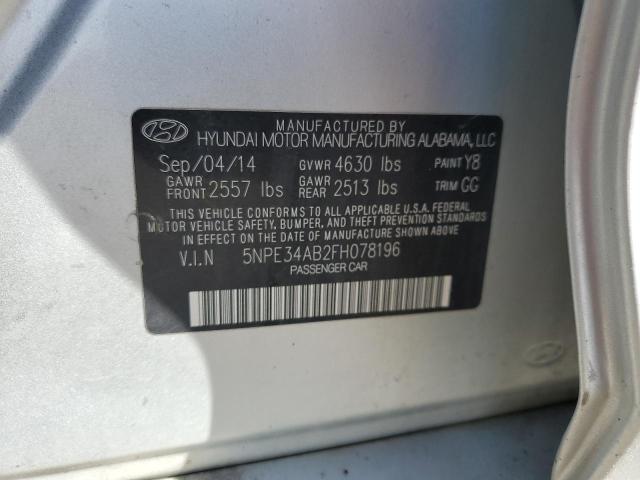 MANUFACTURED BY
HYUNDAI MOTOR MANUFACTURING ALABAMA, LLC
Sep/04/14 GVWR 4630 lbs PAINT Y8
GAWR FRONT 2557 lbs GAWR REAR 2513 lbs TRIM GG
THIS VEHICLE CONFORMS TO ALL APPLICABLE U.S.A. FEDERAL
MOTOR VEHICLE SAFETY, BUMPER, AND THEFT PREVENTION STANDARDS
IN EFFECT ON THE DATE OF MANUFACTURE SHOWN ABOVE.
V.I.N 5NPE34AB2FH078196
PASSENGER CAR